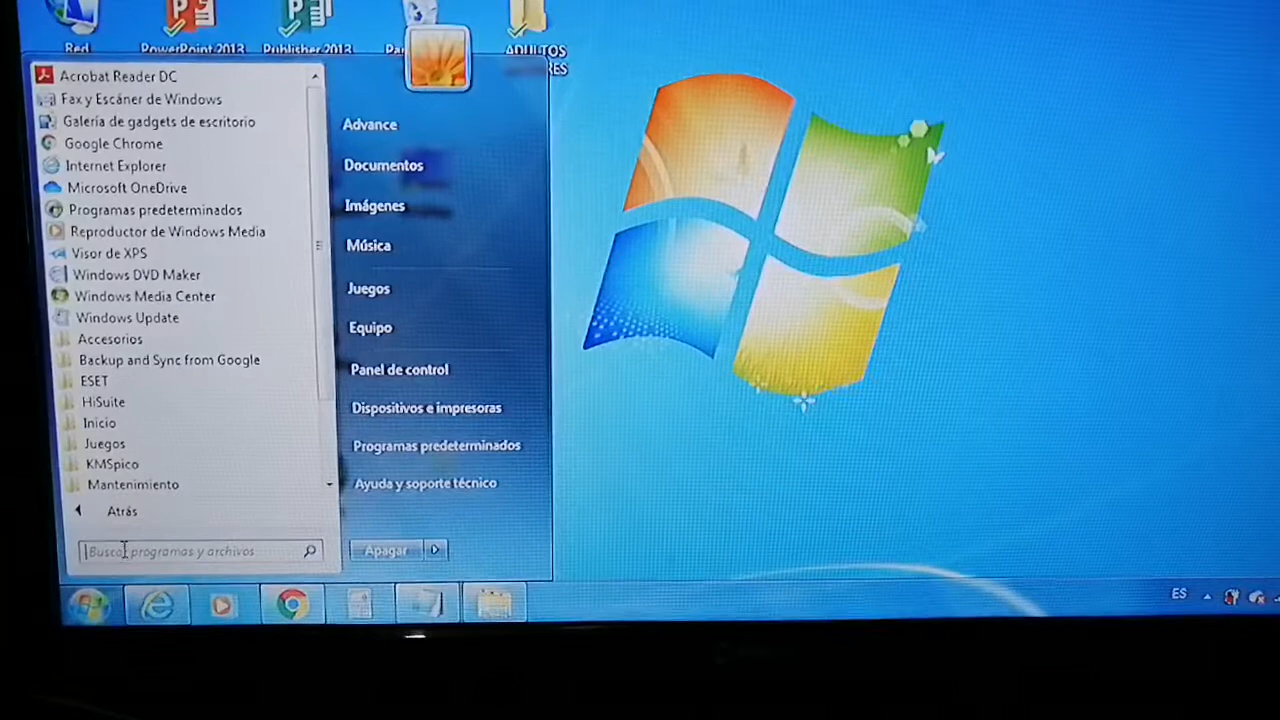 Red
PowerPoint 2013
Publisher 2013
ADULTOS
Acrobat Reader DC
Fax y Escáner de Windows
Galería de gadgets de escritorio
Google Chrome
Internet Explorer
Microsoft OneDrive
Programas predeterminados
Reproductor de Windows Media
Visor de XPS
Windows DVD Maker
Windows Media Center
Windows Update
Accesorios
Backup and Sync from Google
ESET
HiSuite
Inicio
Juegos
KMSpico
Mantenimiento
Atrás
Buscar programas y archivos
Advance
Documentos
Imágenes
Música
Juegos
Equipo
Panel de control
Dispositivos e impresoras
Programas predeterminados
Ayuda y soporte técnico
Apagar
ES